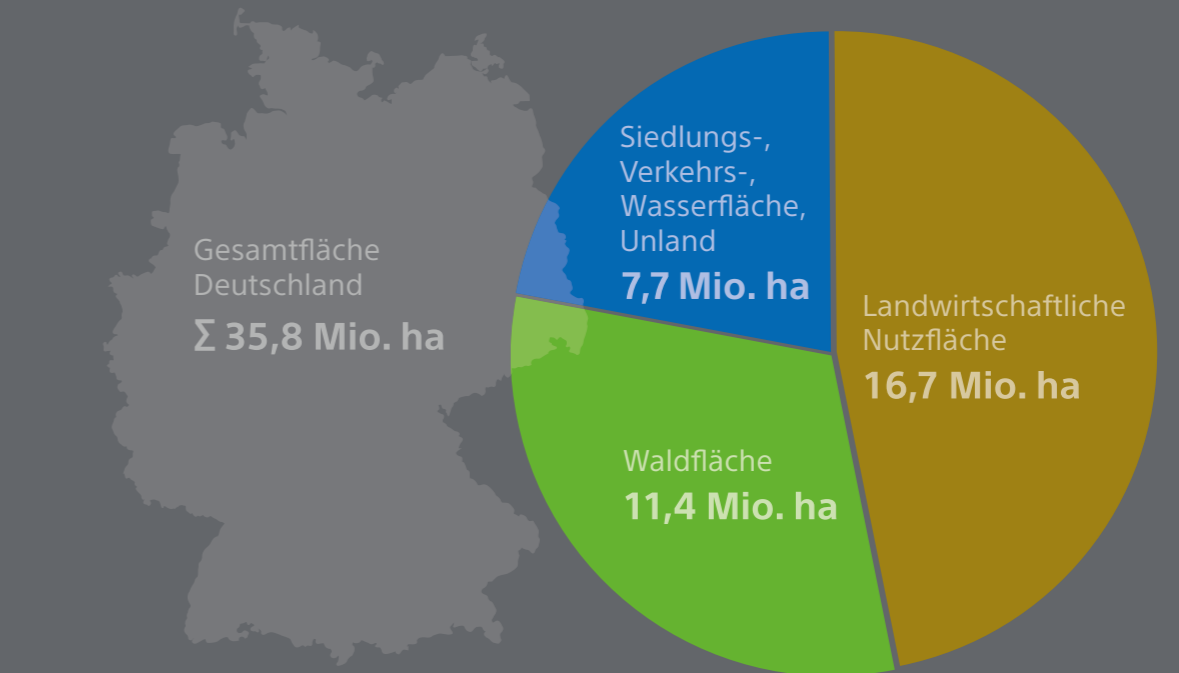 Gesamtfläche
Deutschland
∑ 35,8 Mio. ha
Siedlungs-,
Verkehrs-,
Wasserfläche,
Unland
7,7 Mio. ha
Landwirtschaftliche
Nutzfläche
16,7 Mio. ha
Waldfläche
11,4 Mio. ha